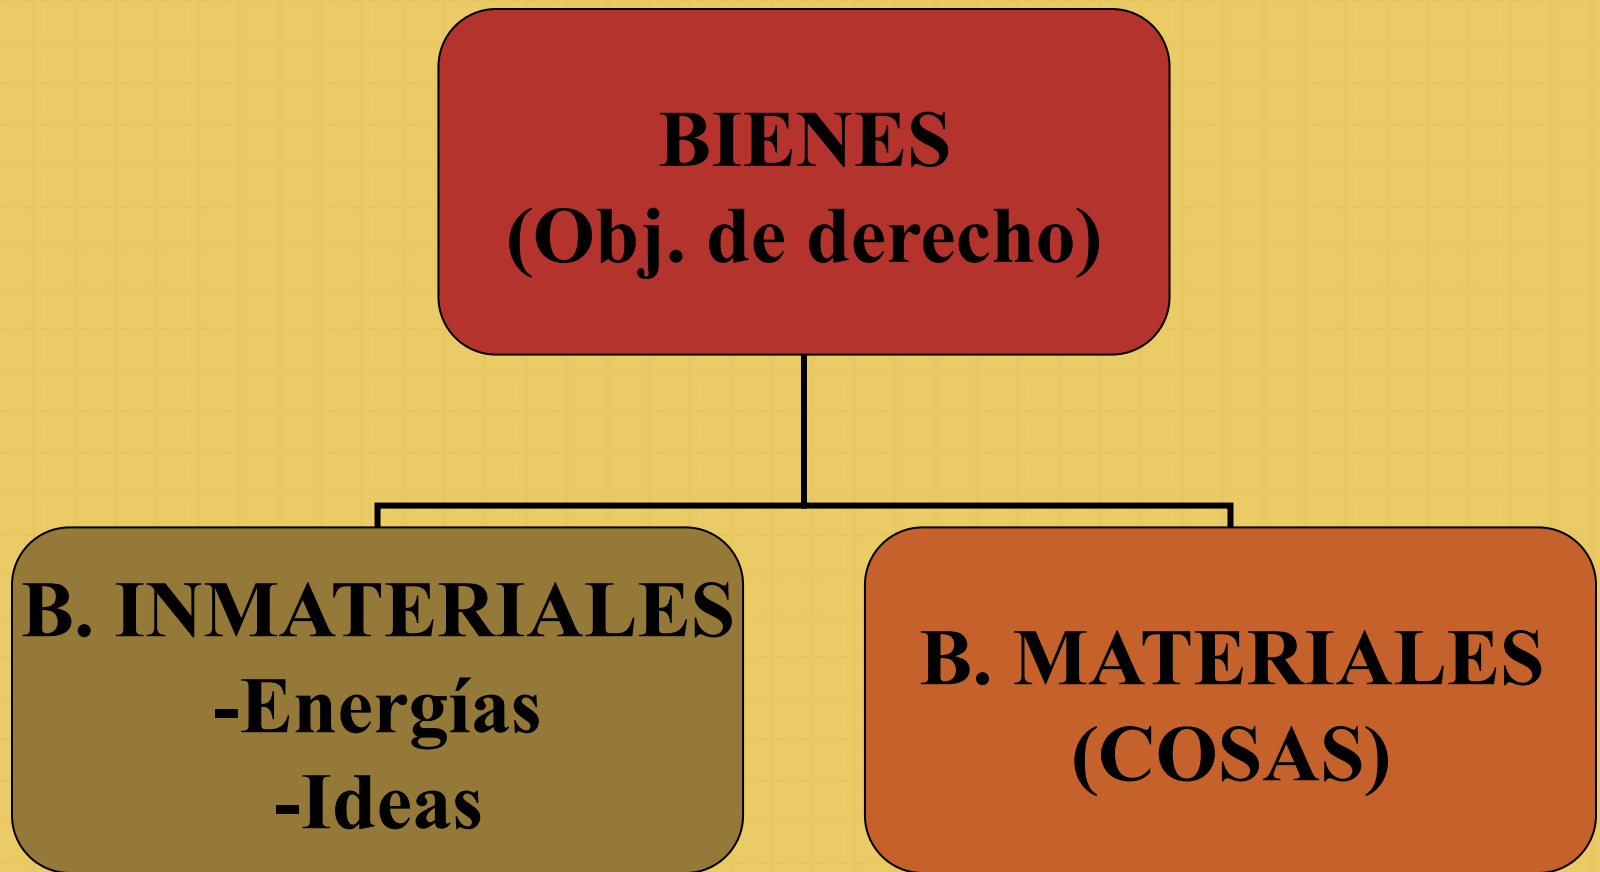 BIENES
(Obj. de derecho)
B. INMATERIALES
-Energías
-Ideas
B. MATERIALES
(COSAS)